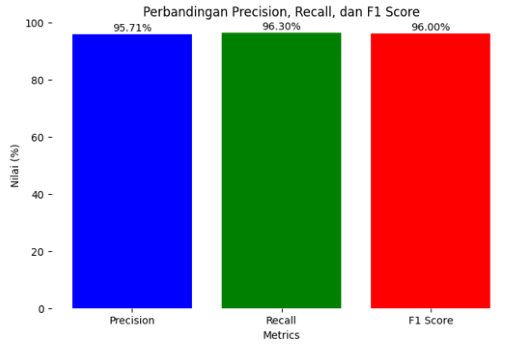 Perbandingan Precision, Recall, dan F1 Score
95.71% 96.30% 96.00%
100
80
60
40
20
0
Nilai (%)
Precision Recall F1 Score
Metrics